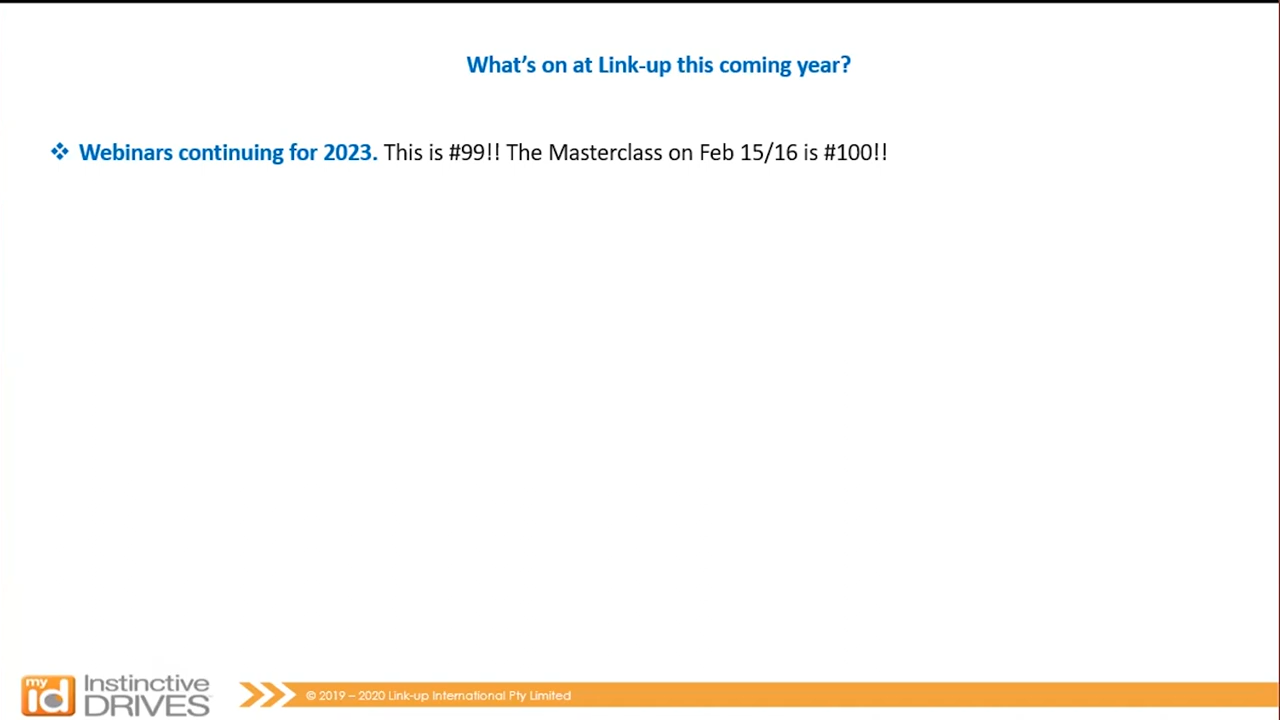 What’s on at Link-up this coming year?
❖ Webinars continuing for 2023. This is #99!! The Masterclass on Feb 15/16 is #100!!
my
id
Instinctive
DRIVES
© 2019 – 2020 Link-up International Pty Limited